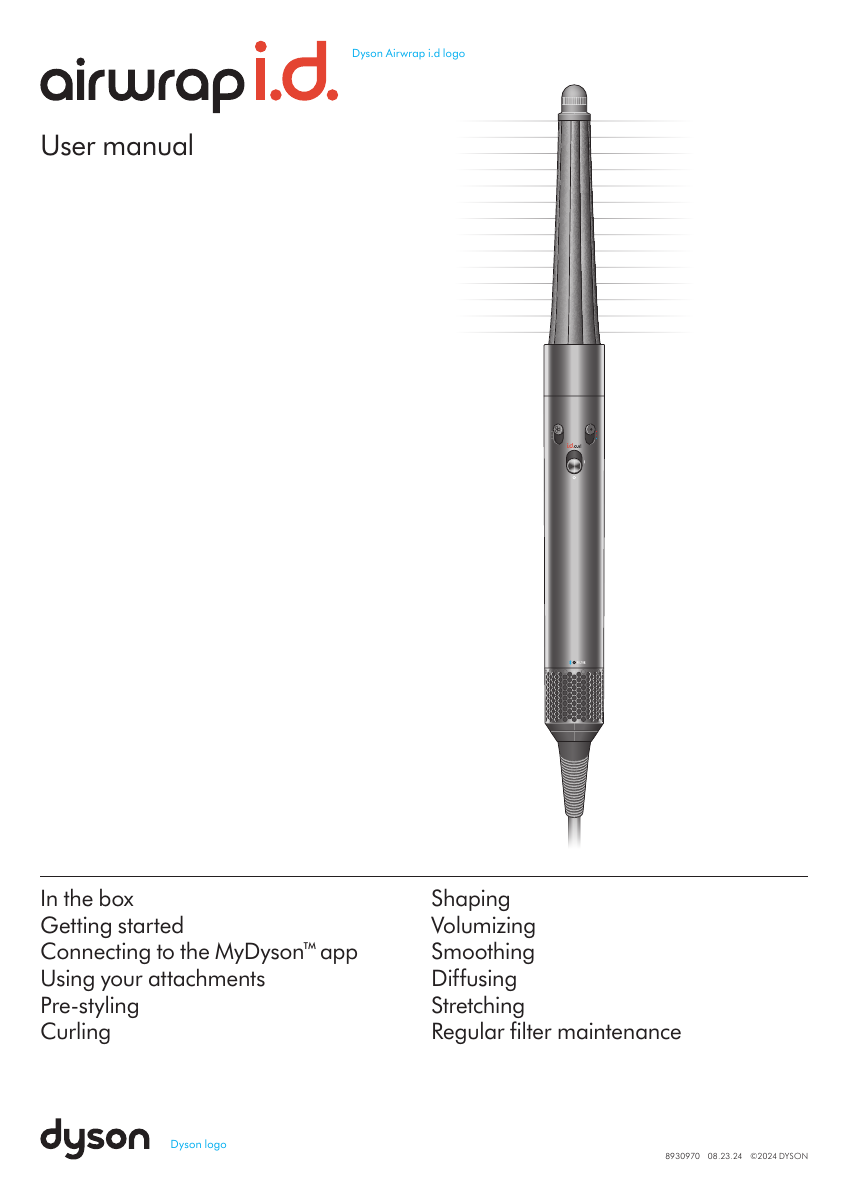 airwrap i.d.
Dyson Airwrap i.d logo
User manual
In the box
Getting started
Connecting to the MyDyson™ app
Using your attachments
Pre-styling
Curling
Shaping
Volumizing
Smoothing
Diffusing
Stretching
Regular filter maintenance
dyson
Dyson logo
8930970 08.23.24 ©2024 DYSON